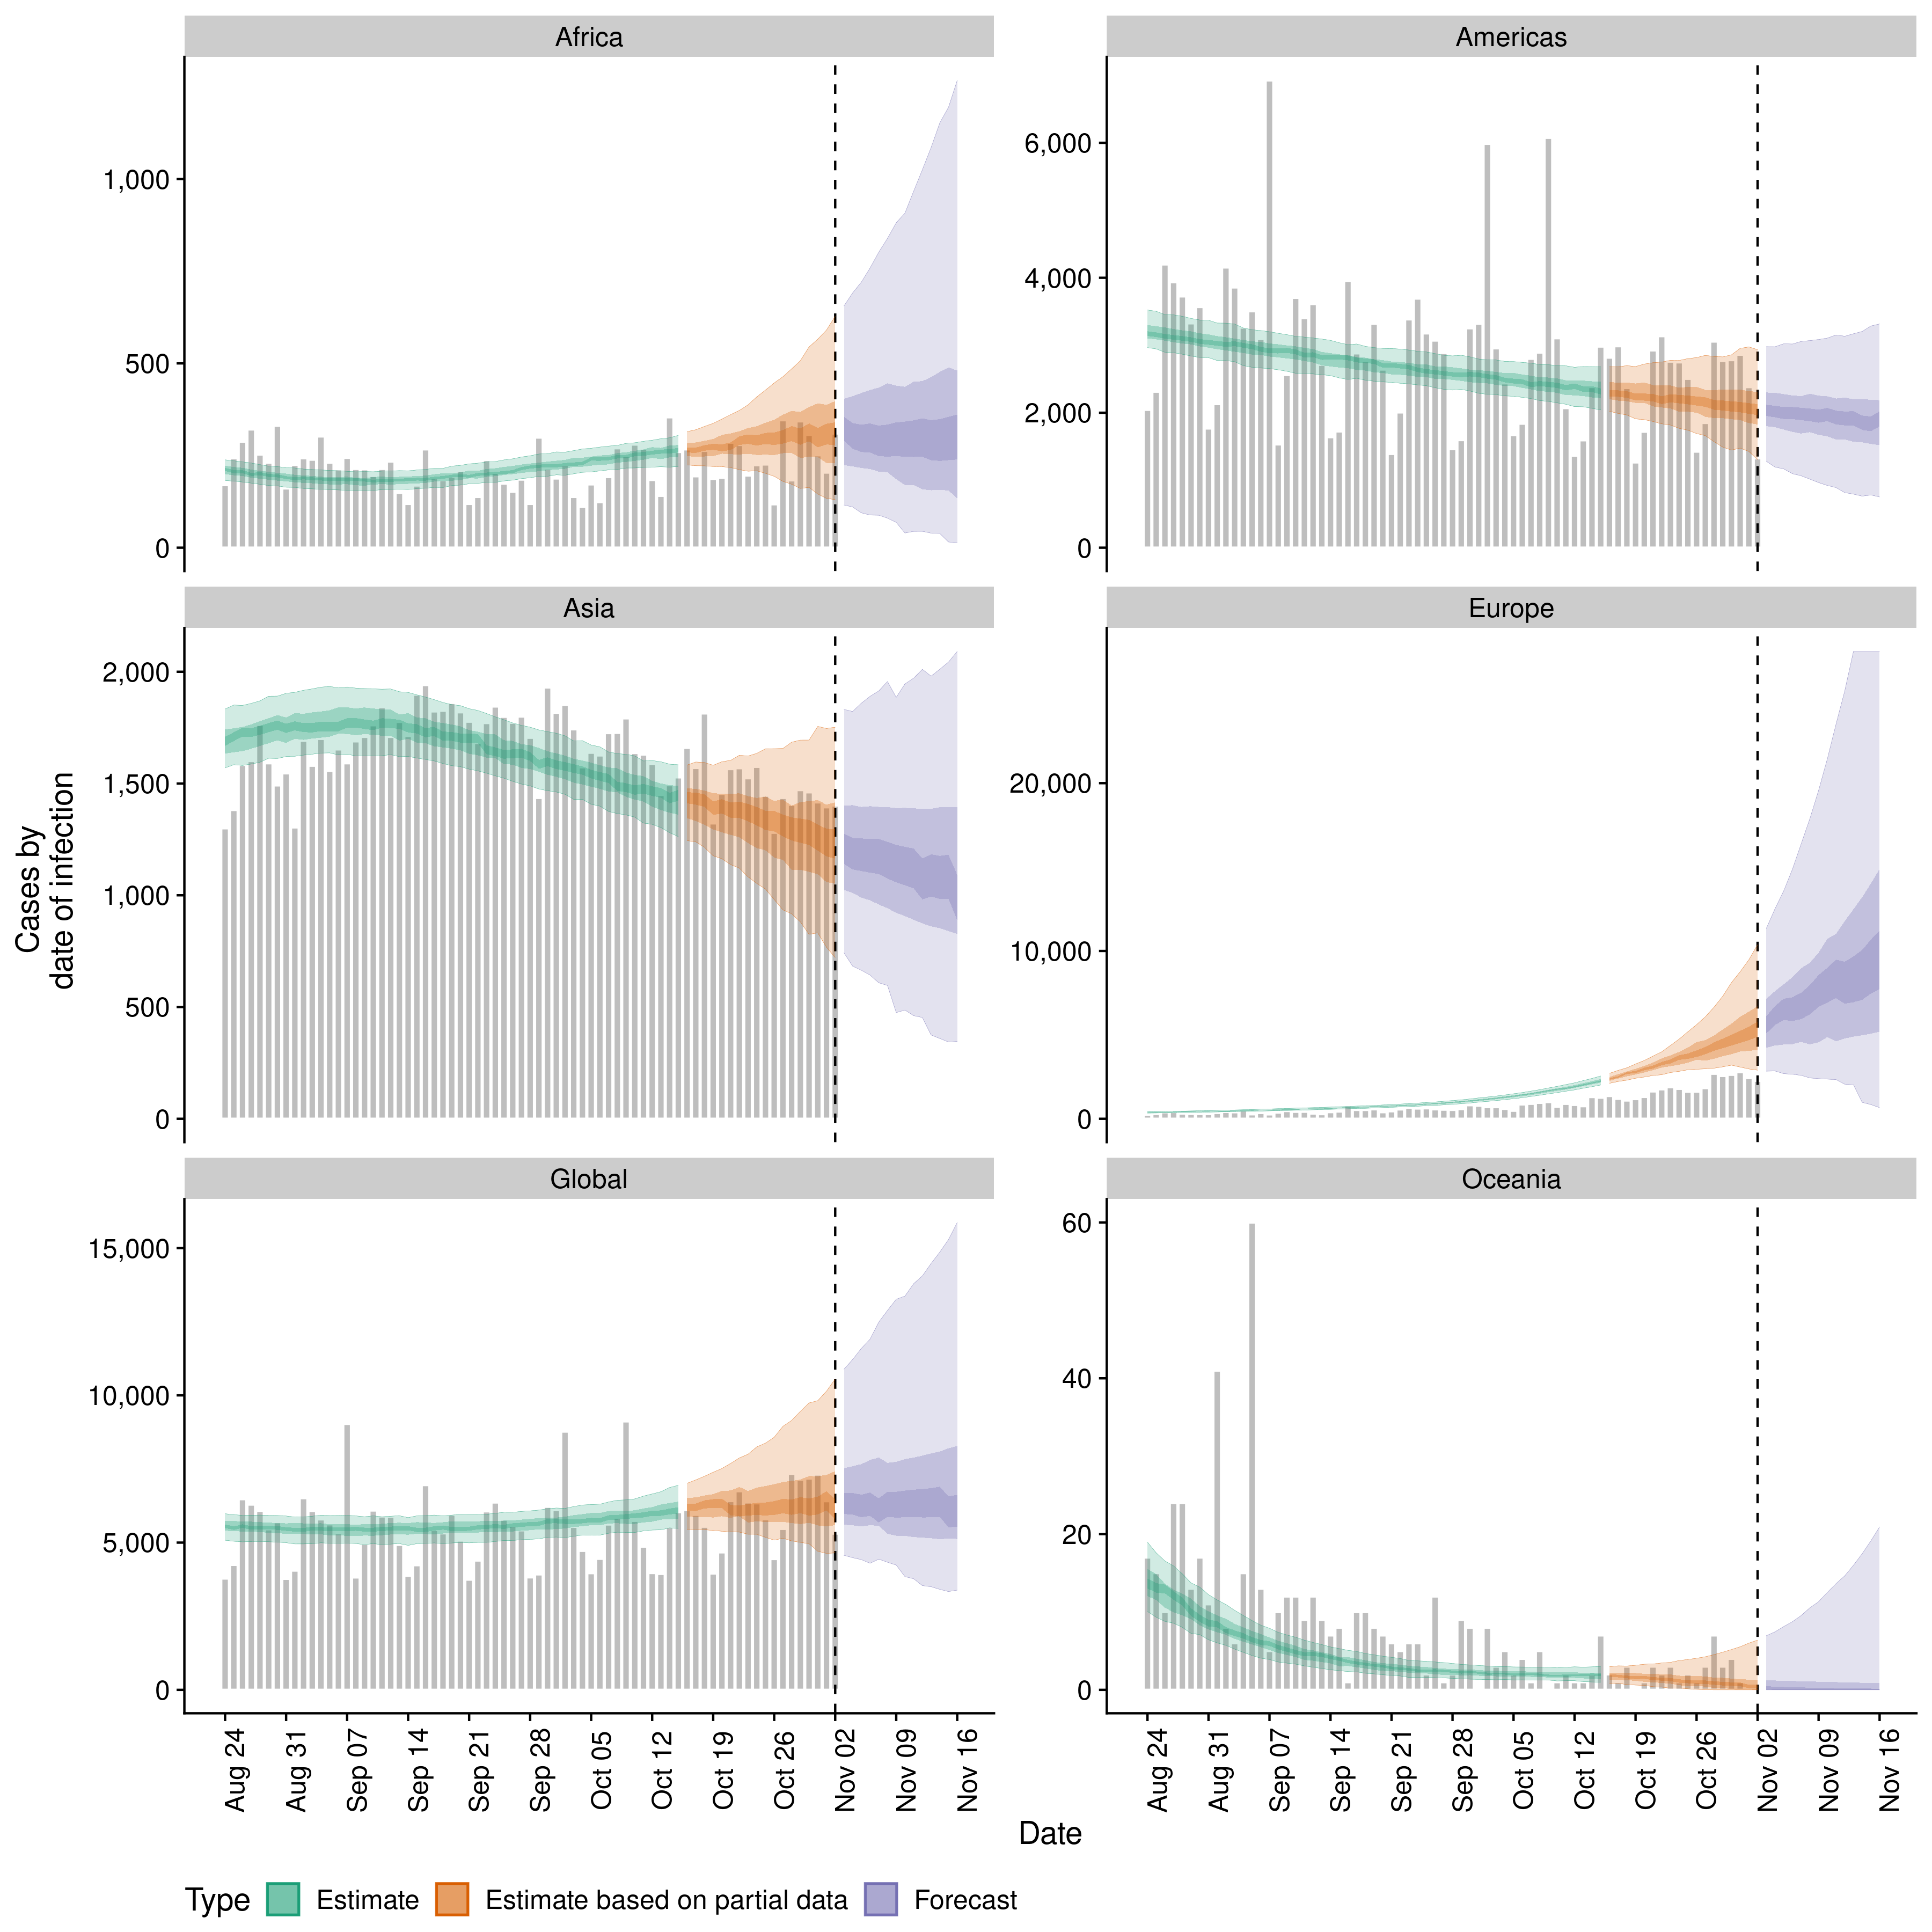 Africa
Americas
1,000
500
0
6,000
4,000
2,000
0
Asia
Europe
2,000
1,500
1,000
500
0
20,000
10,000
0
Cases by
date of infection
Global
Oceania
15,000
10,000
5,000
0
60
40
20
0
Aug 24
Aug 31
Sep 07
Sep 14
Sep 21
Sep 28
Oct 05
Oct 12
Oct 19
Oct 26
Nov 02
Nov 09
Nov 16
Aug 24
Aug 31
Sep 07
Sep 14
Sep 21
Sep 28
Oct 05
Oct 12
Oct 19
Oct 26
Nov 02
Nov 09
Nov 16
Date
Type Estimate Estimate based on partial data Forecast